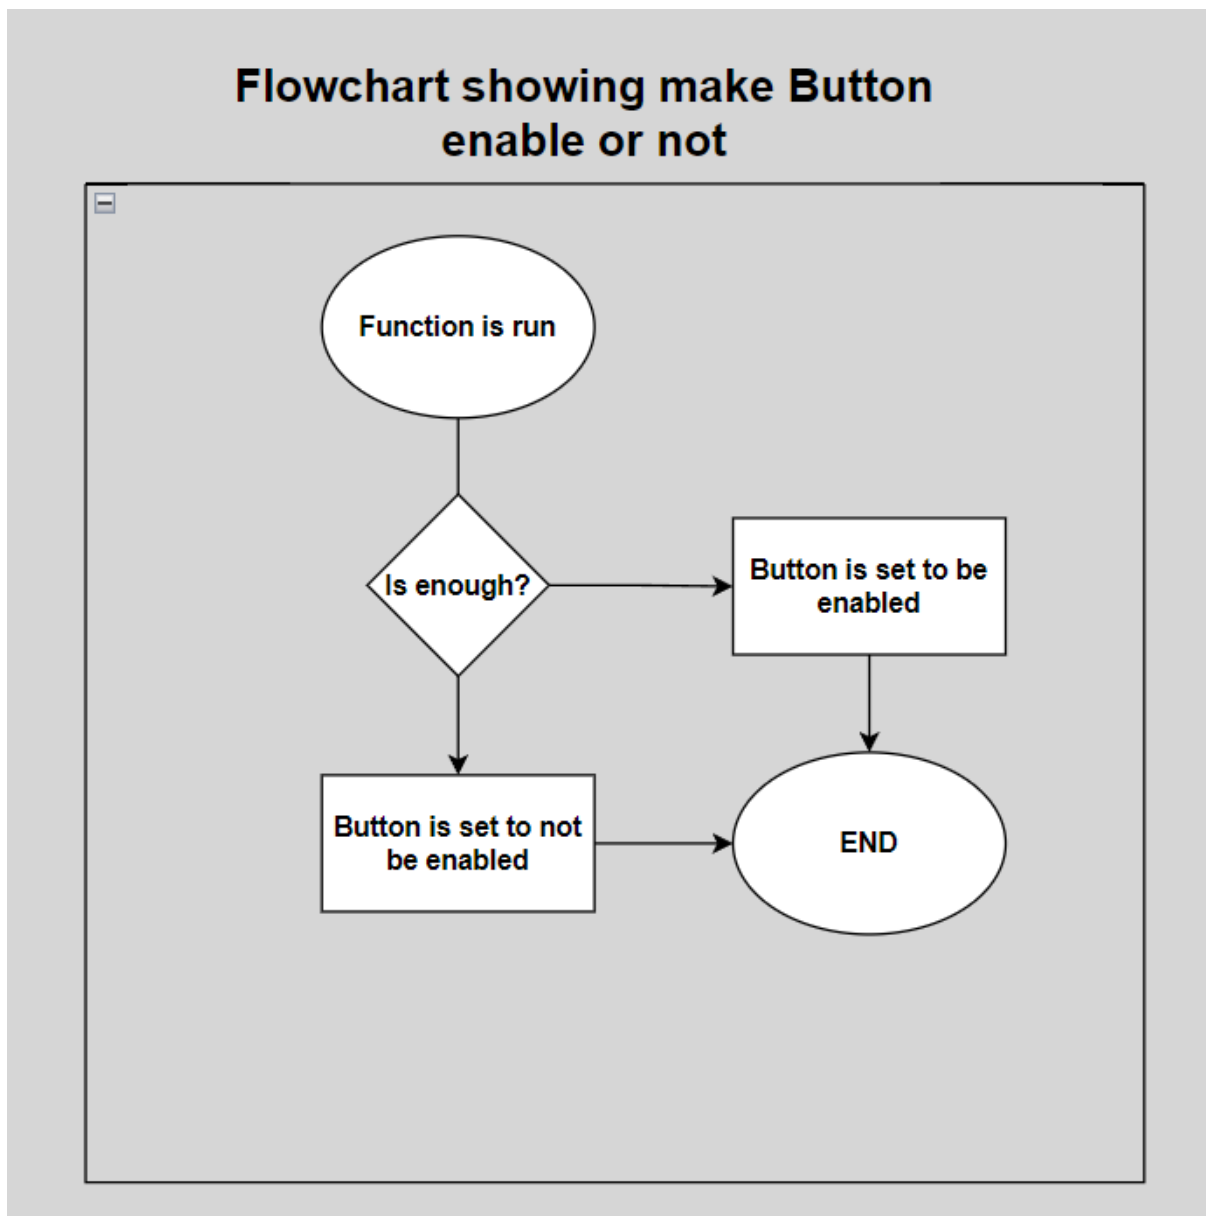 Flowchart showing make Button
enable or not
Function is run
Is enough?
Button is set to be
enabled
Button is set to not
be enabled
END